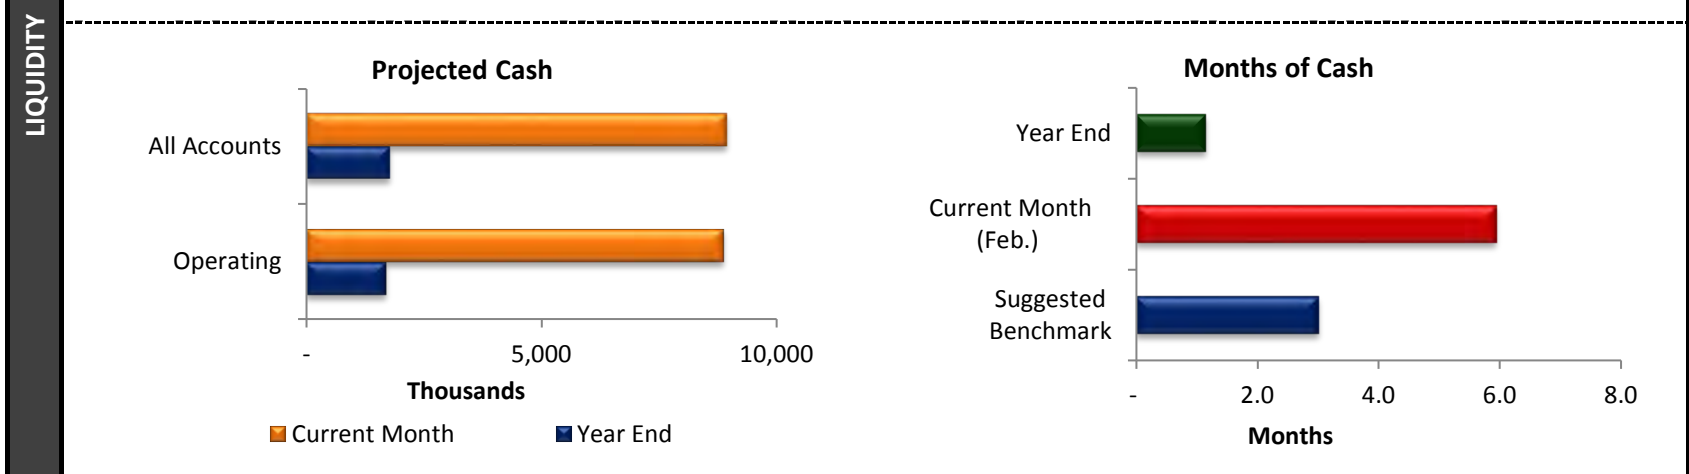 LIQUIDITY
Projected Cash
All Accounts
Operating
-
5,000
10,000
Thousands
Current Month
Year End
Months of Cash
Year End
Current Month
(Feb.)
Suggested
Benchmark
-
2.0
4.0
6.0
8.0
Months